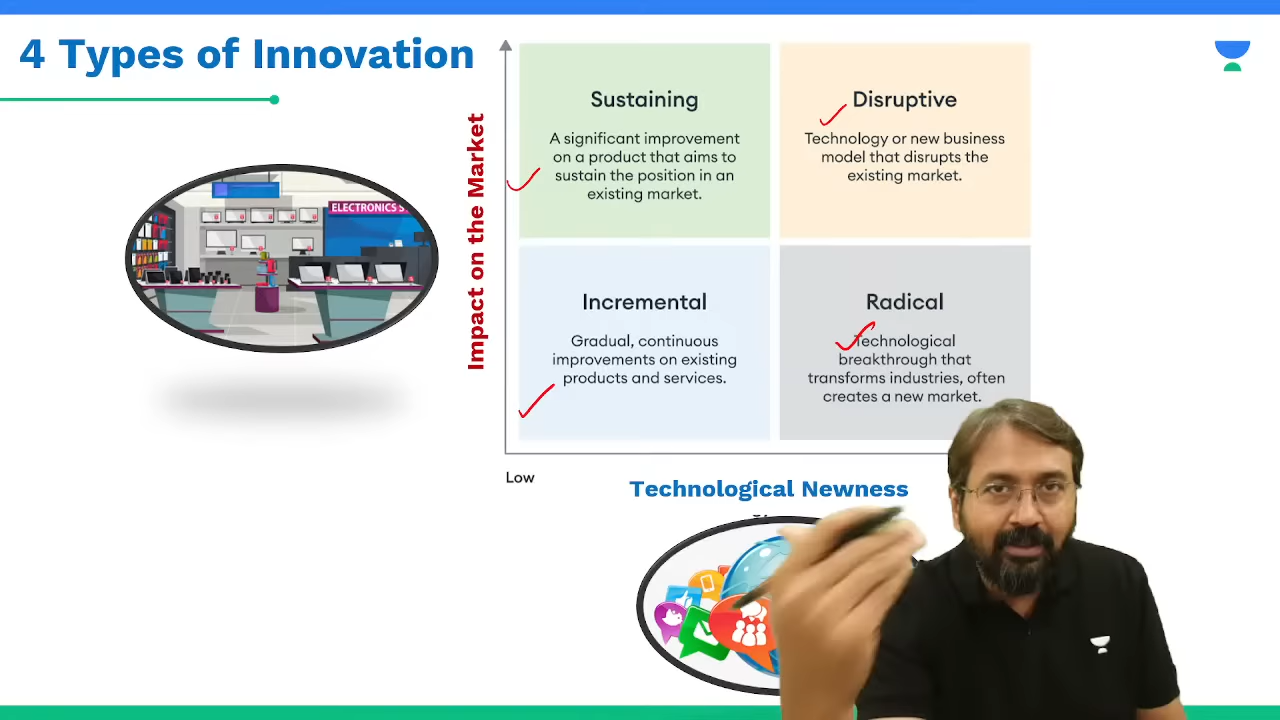 4 Types of Innovation
Impact on the Market
Sustaining
A significant improvement
on a product that aims to
sustain the position in an
existing market.
Disruptive
Technology or new business
model that disrupts the
existing market.
ELECTRONICS S
Incremental
Gradual, continuous
improvements on existing
products and services.
Radical
Technological
breakthrough that
transforms industries, often
creates a new market.
Low
Technological Newness